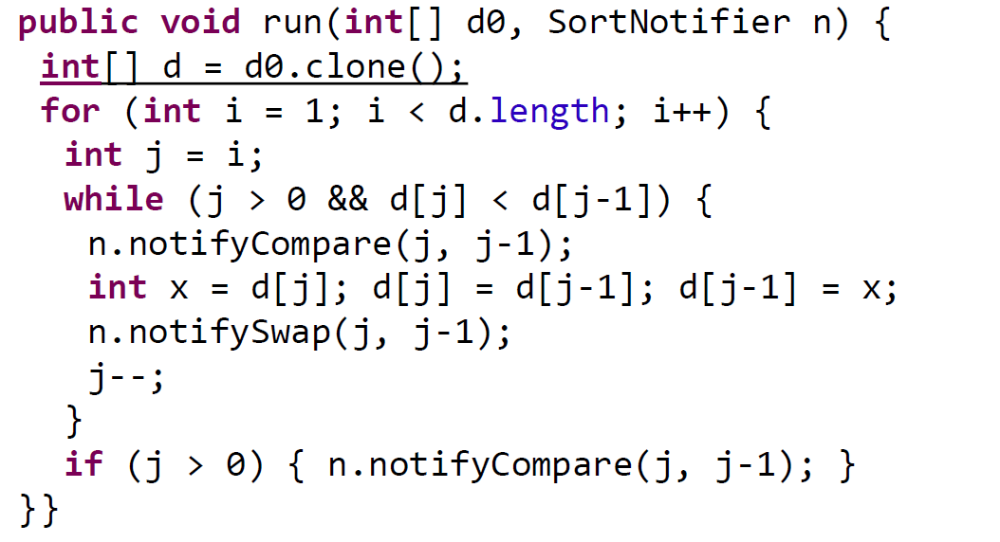 public void run(int[] d0, SortNotifier n) {
int[] d = d0.clone();
for (int i = 1; i < d.length; i++) {
int j = i;
while (j > 0 && d[j] < d[j-1]) {
n.notifyCompare(j, j-1);
int x = d[j]; d[j] = d[j-1]; d[j-1] = x;
n.notifySwap(j, j-1);
j--;
}
if (j > 0) { n.notifyCompare(j, j-1); }
}}